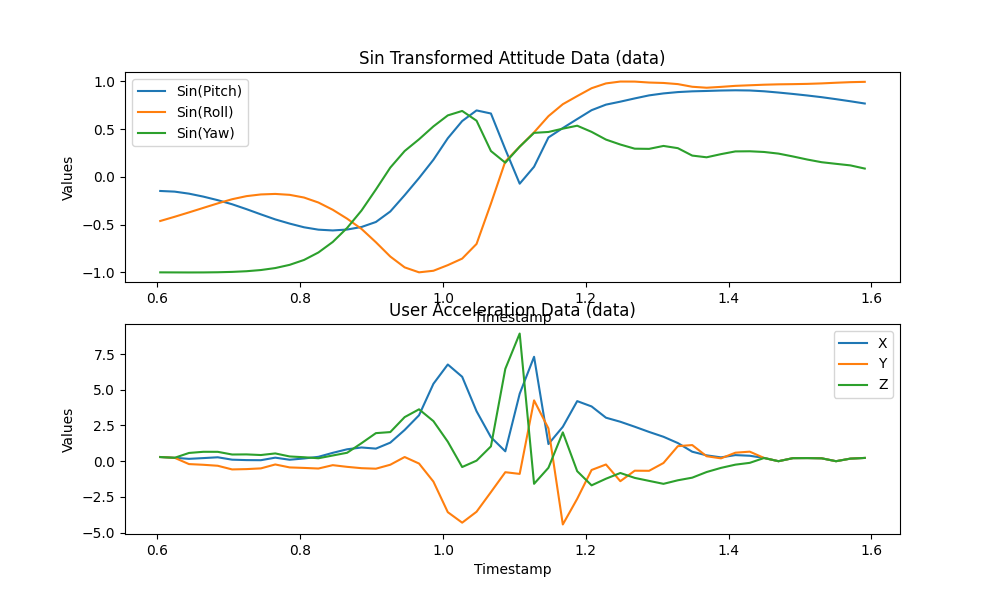 Sin Transformed Attitude Data (data)
1.0
0.5
0.0
−0.5
−1.0
Values
Sin(Pitch)
Sin(Roll)
Sin(Yaw)
0.6 0.8 1.0 1.2 1.4 1.6
Timestamp
User Acceleration Data (data)
7.5
5.0
2.5
0.0
−2.5
−5.0
Values
X
Y
Z
0.6 0.8 1.0 1.2 1.4 1.6
Timestamp